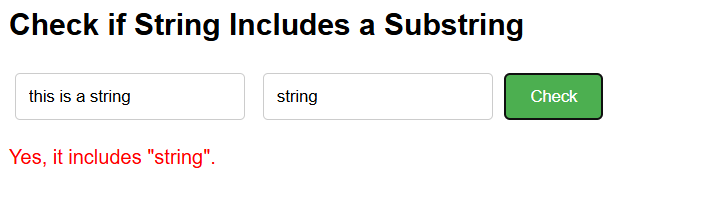 Check if String Includes a Substring
this is a string string Check
Yes, it includes "string".